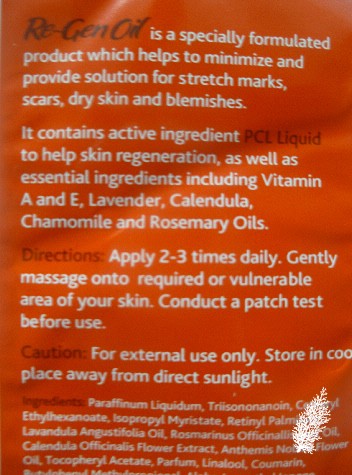 Re-Gen Oil is a specially formulated
product which helps to minimize and
provide solution for stretch marks,
scars, dry skin and blemishes.
It contains active ingredient PCL Liquid
to help skin regeneration, as well as
essential ingredients including Vitamin
A and E, Lavender, Calendula,
Chamomile and Rosemary Oils.
Directions: Apply 2-3 times daily. Gently
massage onto required or vulnerable
area of your skin. Conduct a patch test
before use.
Caution: For external use only. Store in coo
place away from direct sunlight.
Ingredients: Paraffinum Liquidum, Triisononanoin,
Ethylhexanoate, Isopropyl Myristate, Retinyl
Lavandula Angustifolia Oil, Rosmarinus Oil,
Calendula Officinalis Flower Extract, Anthemis Flower
Oil, Tocopheryl Acetate, Parfum, Linalool, Coumarin,